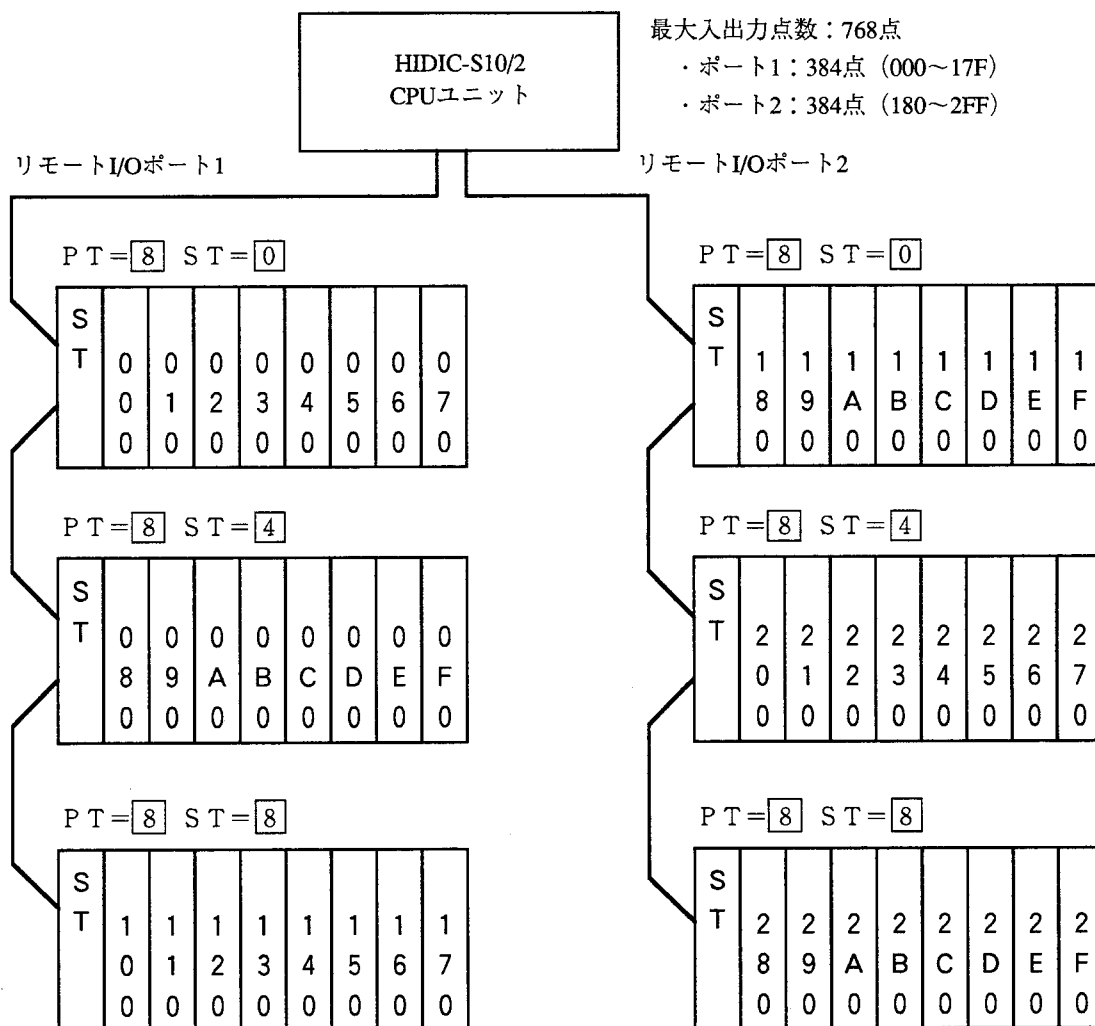 HIDIC-S10/2
CPUユニット
最大入出力点数：768点
・ポート1：384点（000～17F）
・ポート2：384点（180～2FF）
リモートI/Oポート1
リモートI/Oポート2
PT=8 ST=0
ST 000 010 020 030 040 050 060 070
PT=8 ST=4
ST 080 090 0A0 0B0 0C0 0D0 0E0 0F0
PT=8 ST=8
ST 100 110 120 130 140 150 160 170
PT=8 ST=0
ST 180 190 1A0 1B0 1C0 1D0 1E0 1F0
PT=8 ST=4
ST 200 210 220 230 240 250 260 270
PT=8 ST=8
ST 280 290 2A0 2B0 2C0 2D0 2E0 2F0